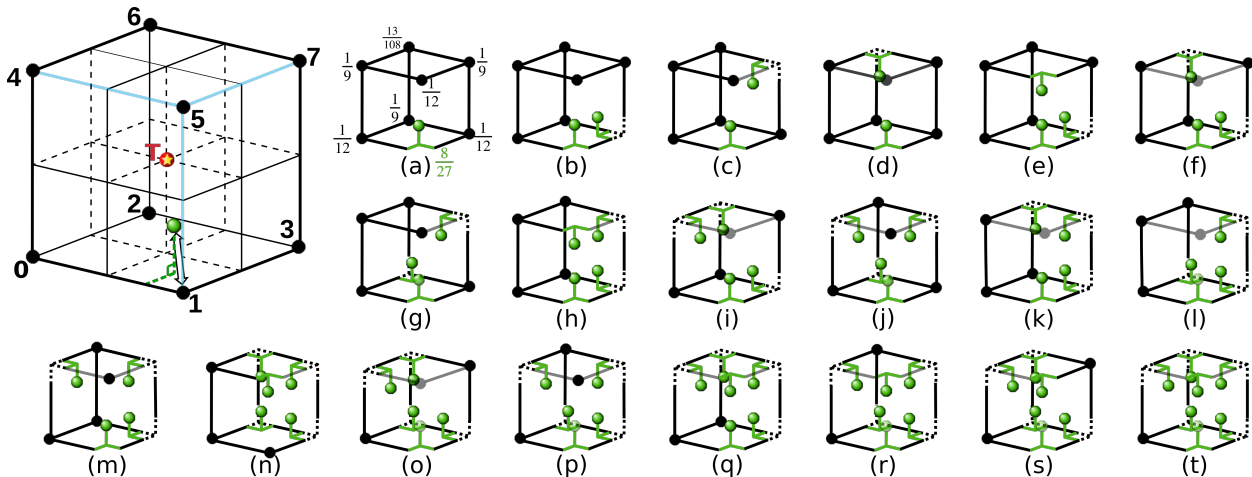 6
7
4
5
T
2
3
0
1
13/108
1/9
1/9
1/12
1/9
1/12
1/12
8/27
(a)
(b)
(c)
(d)
(e)
(f)
(g)
(h)
(i)
(j)
(k)
(l)
(m)
(n)
(o)
(p)
(q)
(r)
(s)
(t)